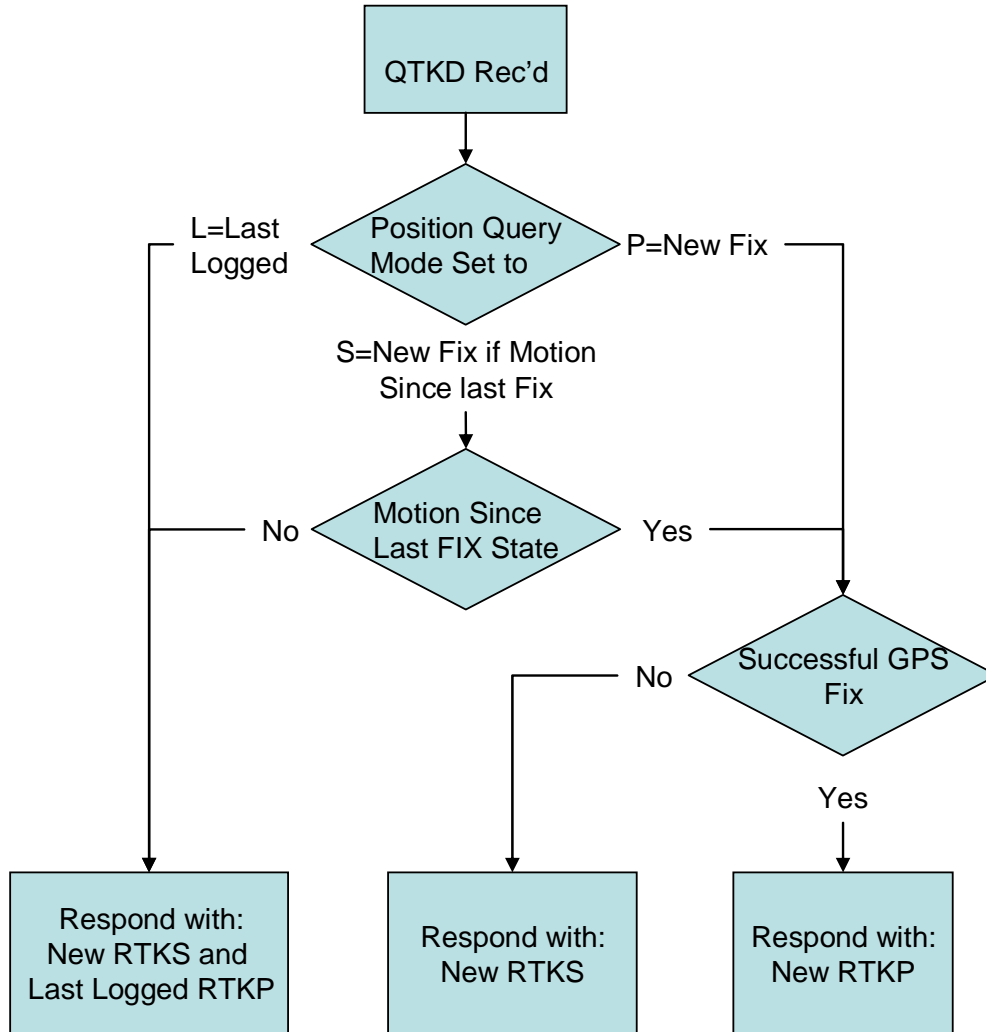 QTKD Rec’d
L=Last
Logged
Position Query
Mode Set to
P=New Fix
S=New Fix if Motion
Since last Fix
No
Motion Since
Last FIX State
Yes
No
Successful GPS
Fix
Yes
Respond with:
New RTKS and
Last Logged RTKP
Respond with:
New RTKS
Respond with:
New RTKP